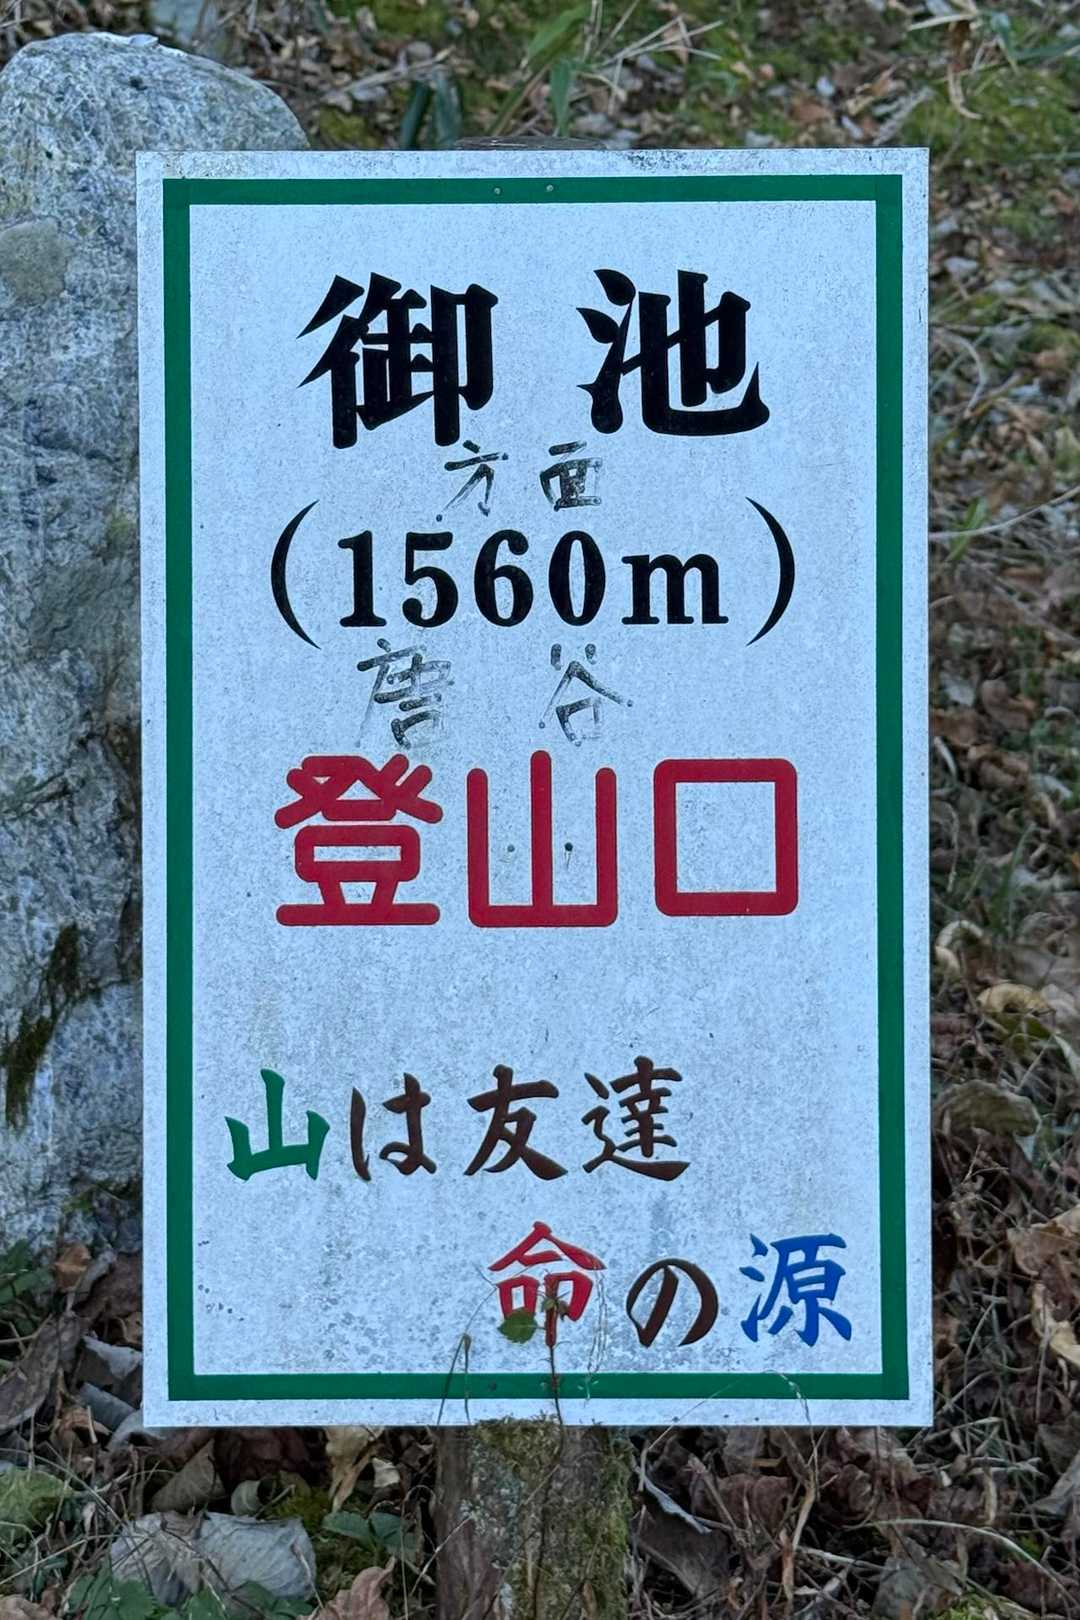 御池
方面
(1560m)
唐谷
登山口
山は友達
命の源